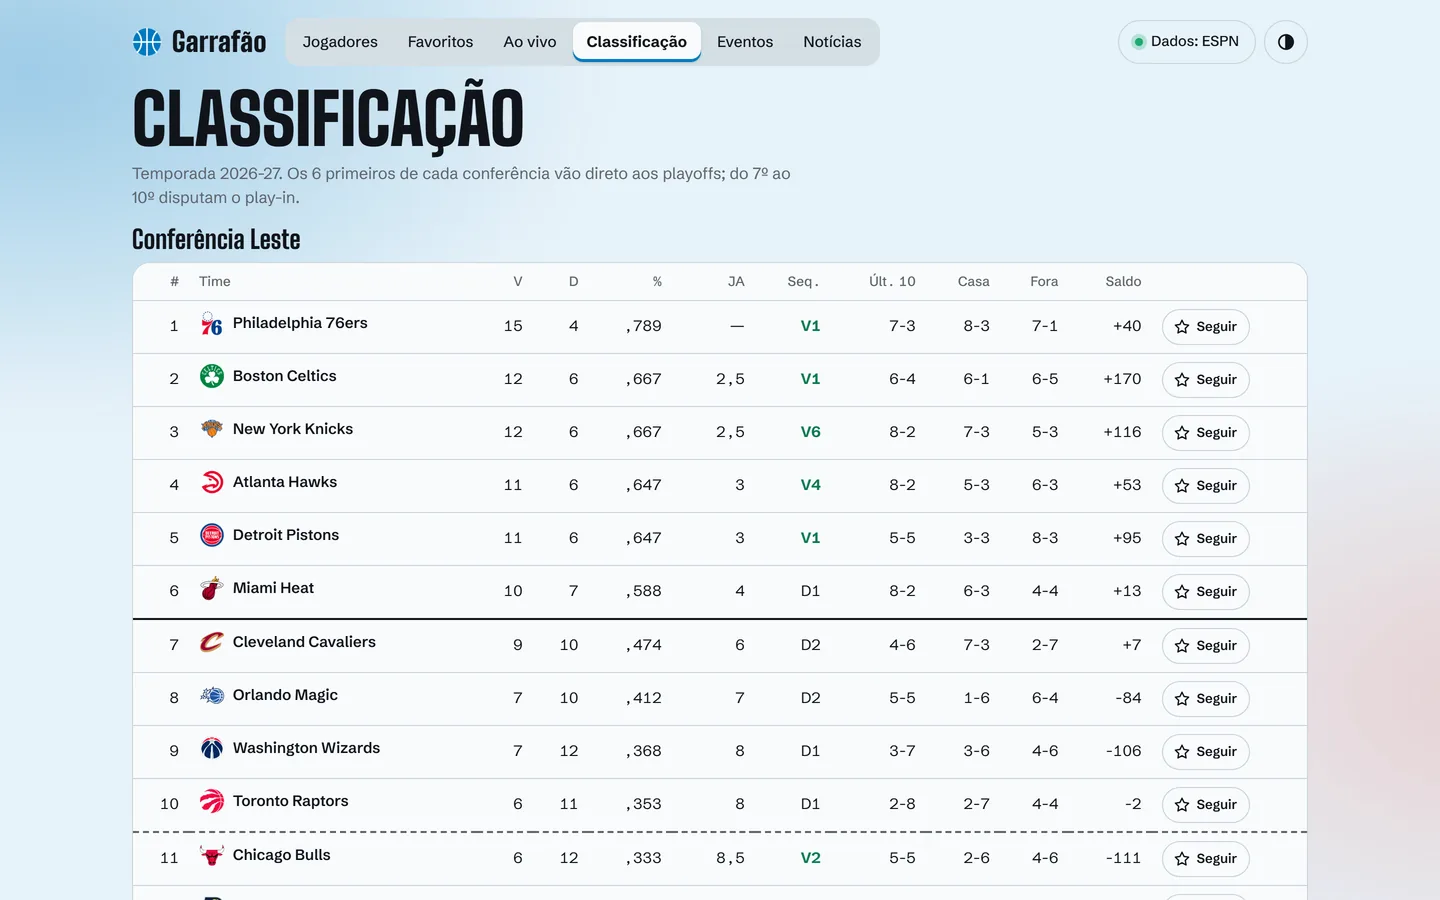 Garrafão Jogadores Favoritos Ao vivo Classificação Eventos Notícias Dados: ESPN
CLASSIFICAÇÃO
Temporada 2026-27. Os 6 primeiros de cada conferência vão direto aos playoffs; do 7º ao
10º disputam o play-in.
Conferência Leste
# Time V D % JA Seq. Últ. 10 Casa Fora Saldo
1 Philadelphia 76ers 15 4 ,789 — V1 7-3 8-3 7-1 +40 Seguir
2 Boston Celtics 12 6 ,667 2,5 V1 6-4 6-1 6-5 +170 Seguir
3 New York Knicks 12 6 ,667 2,5 V6 8-2 7-3 5-3 +116 Seguir
4 Atlanta Hawks 11 6 ,647 3 V4 8-2 5-3 6-3 +53 Seguir
5 Detroit Pistons 11 6 ,647 3 V1 5-5 3-3 8-3 +95 Seguir
6 Miami Heat 10 7 ,588 4 D1 8-2 6-3 4-4 +13 Seguir
7 Cleveland Cavaliers 9 10 ,474 6 D2 4-6 7-3 2-7 +7 Seguir
8 Orlando Magic 7 10 ,412 7 D2 5-5 1-6 6-4 -84 Seguir
9 Washington Wizards 7 12 ,368 8 D1 3-7 3-6 4-6 -106 Seguir
10 Toronto Raptors 6 11 ,353 8 D1 2-8 2-7 4-4 -2 Seguir
11 Chicago Bulls 6 12 ,333 8,5 V2 5-5 2-6 4-6 -111 Seguir